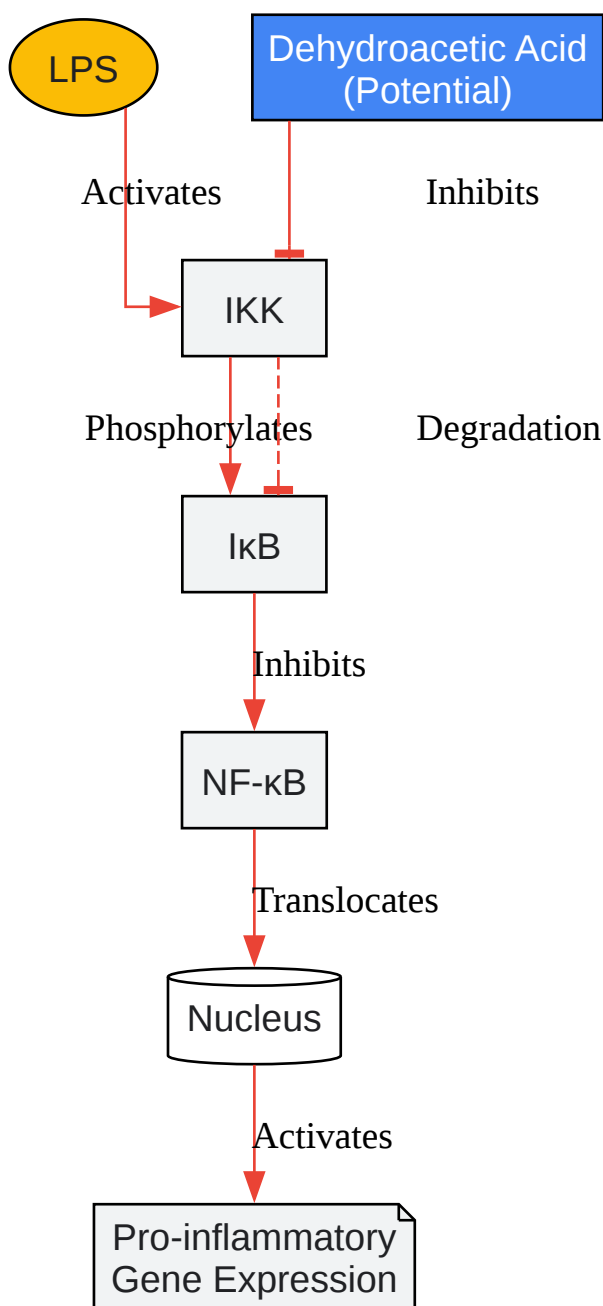 LPS
Dehydroacetic Acid
(Potential)
Activates
Inhibits
IKK
Phosphorylates
Degradation
IκB
Inhibits
NF-κB
Translocates
Nucleus
Activates
Pro-inflammatory
Gene Expression